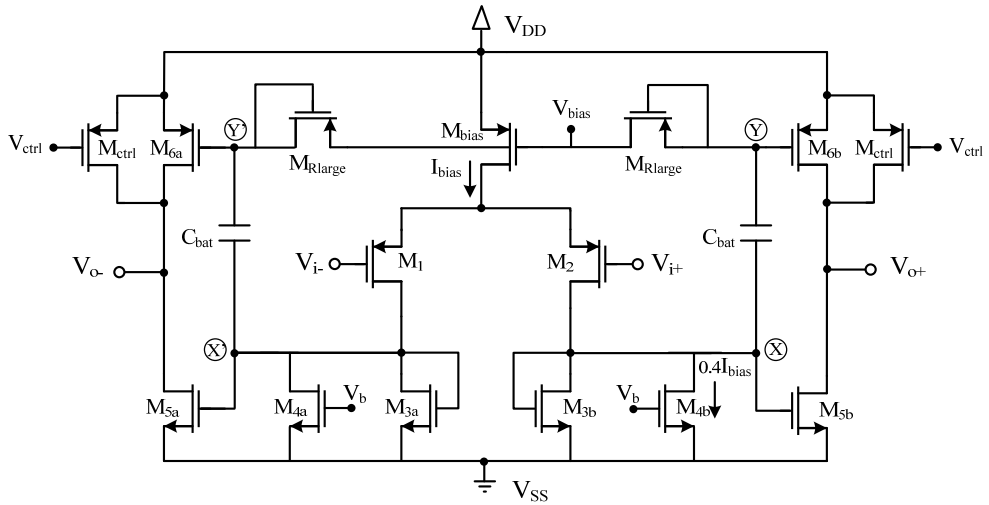 V_DD
V_bias
Y'
Y
V_ctrl
M_ctrl
M_6a
M_Rlarge
M_bias
M_Rlarge
M_6b
M_ctrl
V_ctrl
I_bias
C_bat
C_bat
V_o-
V_i-
M_1
M_2
V_i+
V_o+
X'
X
0.4I_bias
M_5a
M_4a
V_b
M_3a
M_3b
V_b
M_4b
M_5b
V_SS